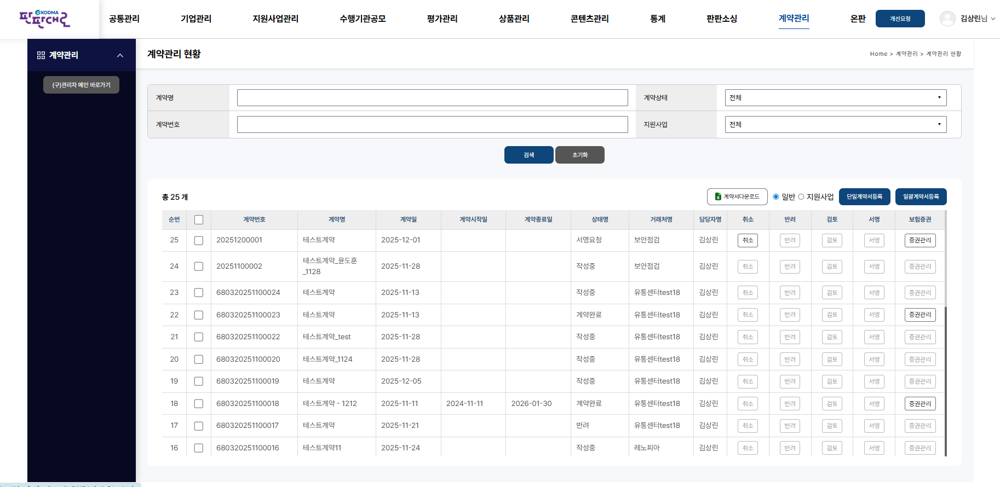 KODMA
판판대로
공통관리 기업관리 지원사업관리 수행기관공모 평가관리 상품관리 콘텐츠관리 통계 판판소싱 계약관리 온판 개선요청 김상린님
계약관리
(구)관리자 메인 바로가기
계약관리 현황
Home > 계약관리 > 계약관리 현황
계약명 계약상태 전체
계약번호 지원사업 전체
검색 초기화
총 25 개
계약서다운로드 일반 지원사업 단일계약서등록 일괄계약서등록
순번 계약번호 계약명 계약일 계약시작일 계약종료일 상태명 거래처명 담당자명 취소 반려 검토 서명 보험증권
25 20251200001 테스트계약 2025-12-01 서명요청 보안점검 김상린 취소 반려 검토 서명 증권관리
24 20251100002 테스트계약_윤도훈_1128 2025-11-28 작성중 보안점검 김상린 취소 반려 검토 서명 증권관리
23 680320251100024 테스트계약 2025-11-13 작성중 유통센터test18 김상린 취소 반려 검토 서명 증권관리
22 680320251100023 테스트계약 2025-11-13 계약완료 유통센터test18 김상린 취소 반려 검토 서명 증권관리
21 680320251100022 테스트계약_test 2025-11-28 작성중 유통센터test18 김상린 취소 반려 검토 서명 증권관리
20 680320251100020 테스트계약_1124 2025-11-28 작성중 유통센터test18 김상린 취소 반려 검토 서명 증권관리
19 680320251100019 테스트계약 2025-12-05 작성중 유통센터test18 김상린 취소 반려 검토 서명 증권관리
18 680320251100018 테스트계약 - 1212 2025-11-11 2024-11-11 2026-01-30 계약완료 유통센터test18 김상린 취소 반려 검토 서명 증권관리
17 680320251100017 테스트계약 2025-11-21 반려 유통센터test18 김상린 취소 반려 검토 서명 증권관리
16 680320251100016 테스트계약11 2025-11-24 작성중 레노피아 김상린 취소 반려 검토 서명 증권관리